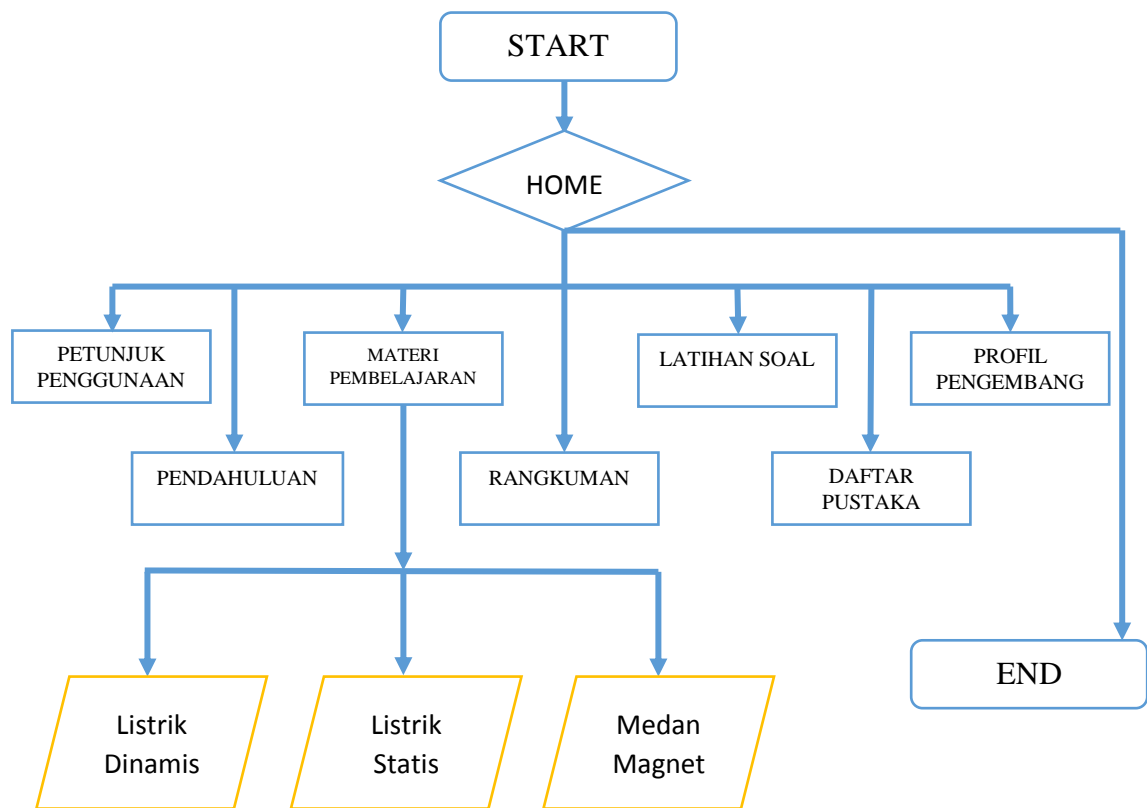 START
HOME
PETUNJUK
PENGGUNAAN
MATERI
PEMBELAJARAN
LATIHAN SOAL
PROFIL
PENGEMBANG
PENDAHULUAN
RANGKUMAN
DAFTAR
PUSTAKA
END
Listrik
Dinamis
Listrik
Statis
Medan
Magnet